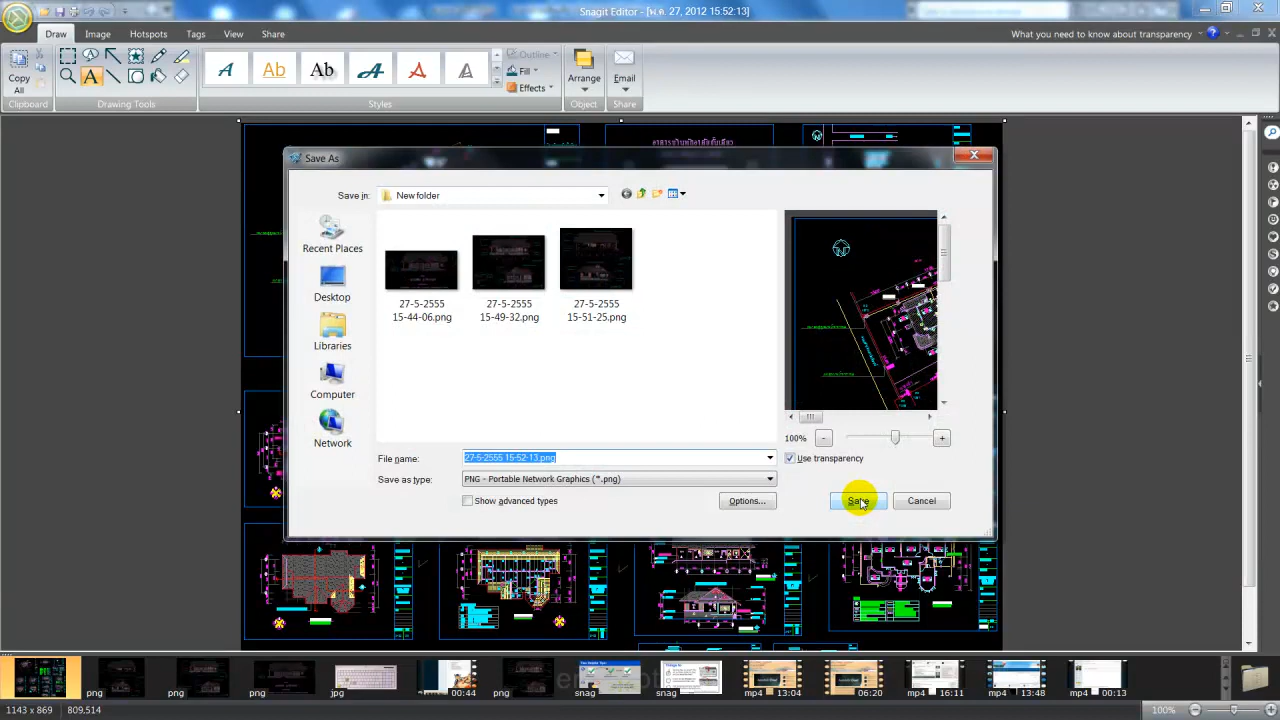 Snagit Editor - [พ.ค. 27, 2012 15:52:13]
Draw Image Hotspots Tags View Share
What you need to know about transparency
Copy All
Clipboard
Drawing Tools
A Ab Ab A A A
Styles
Outline
Fill
Effects
Arrange
Object
Email
Share
Save As
Save in: New folder
Recent Places
Desktop
Libraries
Computer
Network
27-5-2555 15-44-06.png
27-5-2555 15-49-32.png
27-5-2555 15-51-25.png
100%
Use transparency
File name: 27-5-2555 15-52-13.png
Save as type: PNG - Portable Network Graphics (*.png)
Show advanced types
Options...
Save
Cancel
png png png jpg 00:44 png snag snag mp4 13:04 06:20 mp4 16:11 mp4 13:48 mp4 00:13
1143 x 869 809,514
100%